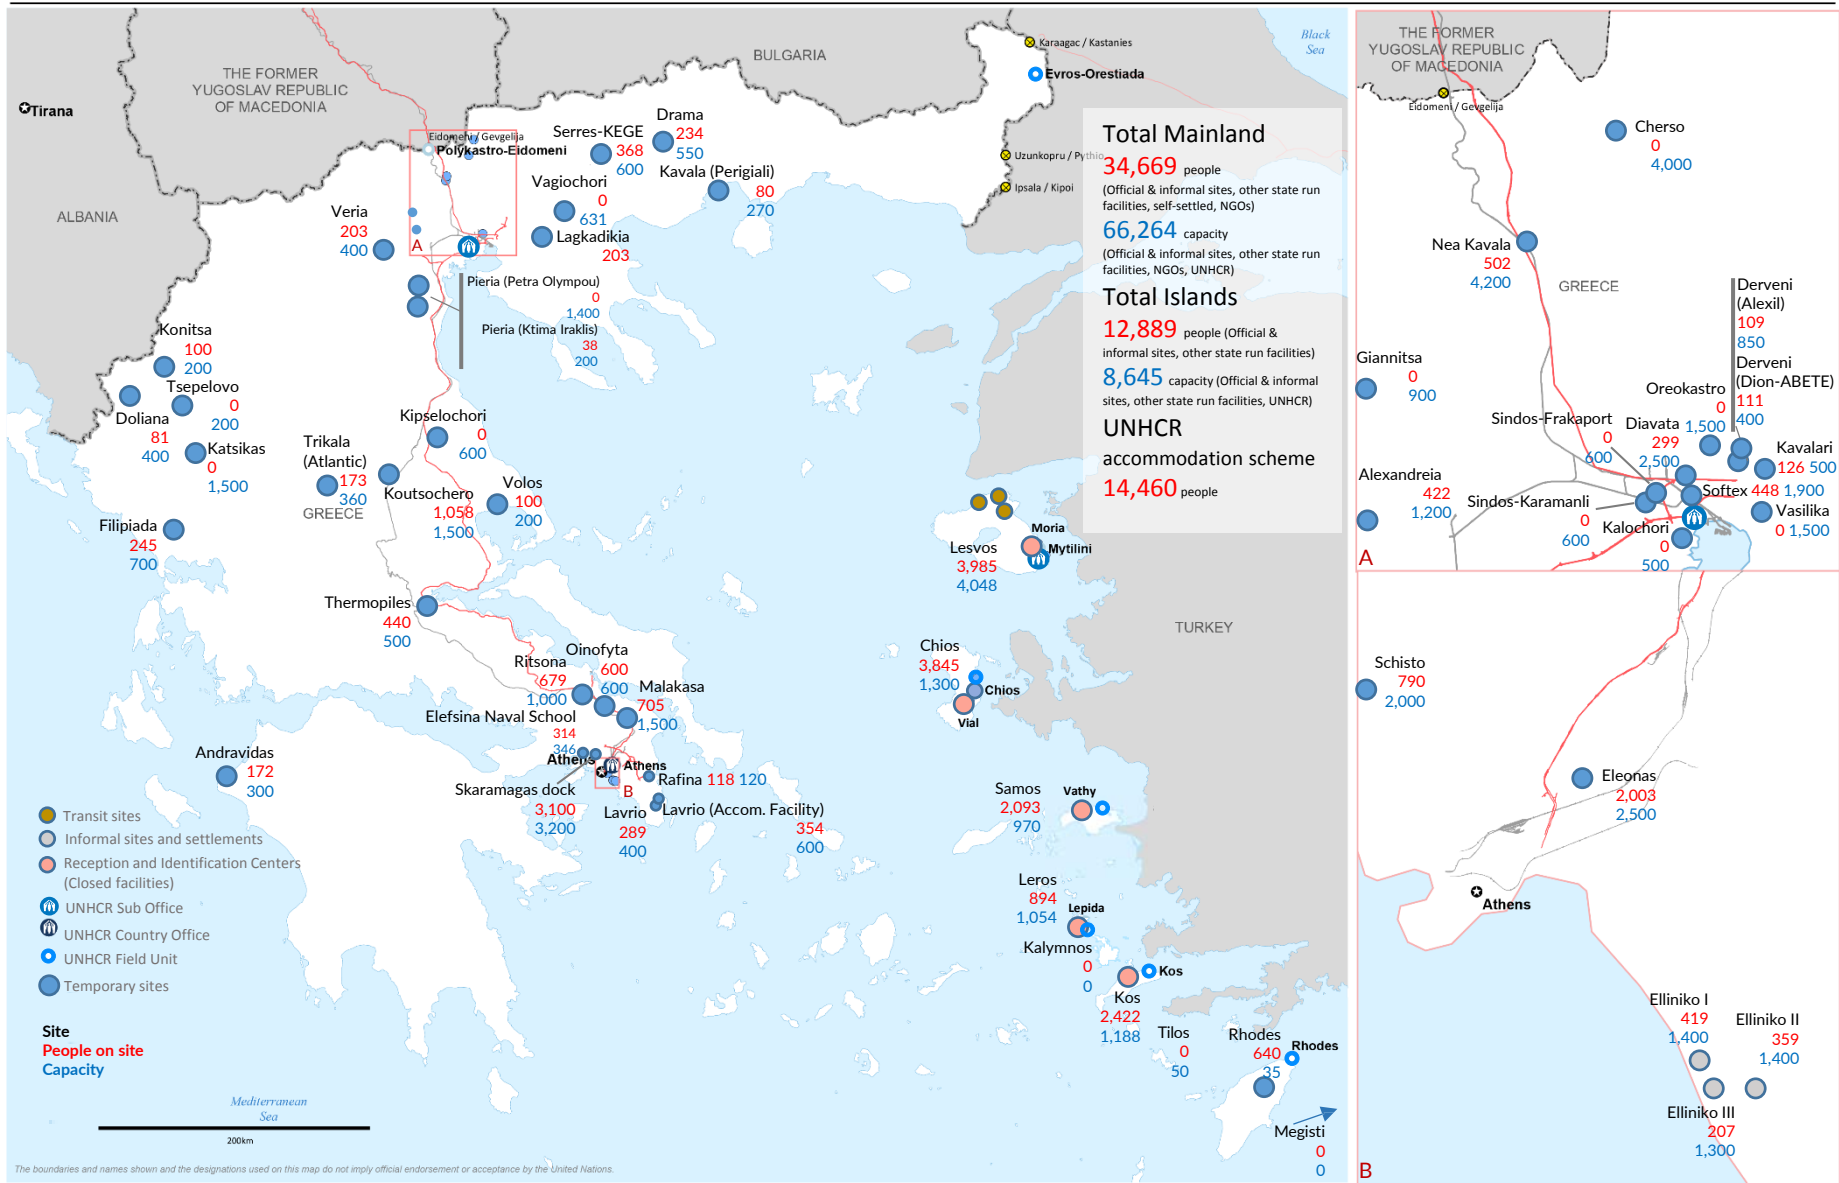 Tirana
THE FORMER
YUGOSLAV REPUBLIC
OF MACEDONIA
BULGARIA
Black
Sea
Karaagac / Kastanies
Evros-Orestiada
Uzunkopru / Pythio
Ipsala / Kipoi
ALBANIA
Eidomeni / Gevgelija
Polykastro-Eidomeni
A
Serres-KEGE
368
600
Drama
234
550
Kavala (Perigiali)
80
270
Vagiochori
0
631
Lagkadikia
203
Veria
203
400
Pieria (Petra Olympou)
0
1,400
Pieria (Ktima Iraklis)
38
200
Konitsa
100
200
Tsepelovo
0
200
Doliana
81
400
Katsikas
0
1,500
Kipselochori
0
600
Trikala
(Atlantic)
173
360
GREECE
Koutsochero
1,058
1,500
Volos
100
200
Filipiada
245
700
Thermopiles
440
500
Oinofyta
600
600
Ritsona
679
1,000
Malakasa
705
1,500
Elefsina Naval School
314
346
Athens
Athens
B
Skaramagas dock
3,100
3,200
Rafina 118 120
Lavrio
289
400
Lavrio (Accom. Facility)
354
600
Andravidas
172
300
Total Mainland
34,669 people
(Official & informal sites, other state run
facilities, self-settled, NGOs)
66,264 capacity
(Official & informal sites, other state run
facilities, NGOs, UNHCR)
Total Islands
12,889 people (Official &
informal sites, other state run facilities)
8,645 capacity (Official & informal
sites, other state run facilities, UNHCR)
UNHCR
accommodation scheme
14,460 people
Moria
Mytilini
Lesvos
3,985
4,048
TURKEY
Chios
3,845
1,300
Chios
Vial
Samos
2,093
970
Vathy
Leros
894
1,054
Lepida
Kalymnos
0
0
Kos
Kos
2,422
1,188
Tilos
0
50
Rhodes
640
35
Rhodes
Megisti
0
0
Transit sites
Informal sites and settlements
Reception and Identification Centers
(Closed facilities)
UNHCR Sub Office
UNHCR Country Office
UNHCR Field Unit
Temporary sites
Site
People on site
Capacity
Mediterranean
Sea
200km
The boundaries and names shown and the designations used on this map do not imply official endorsement or acceptance by the United Nations.
THE FORMER
YUGOSLAV REPUBLIC
OF MACEDONIA
Eidomeni / Gevgelija
Cherso
0
4,000
Nea Kavala
502
4,200
GREECE
Derveni
(Alexil)
109
850
Derveni
(Dion-ABETE)
111
400
Giannitsa
0
900
Oreokastro
0
1,500
Sindos-Frakaport
0
600
Diavata
299
2,500
Kavalari
126 500
Alexandreia
422
1,200
Sindos-Karamanli
0
600
Softex 448 1,900
Kalochori
0
500
Vasilika
0 1,500
A
Schisto
790
2,000
Eleonas
2,003
2,500
Athens
Elliniko I
419
1,400
Elliniko II
359
1,400
Elliniko III
207
1,300
B